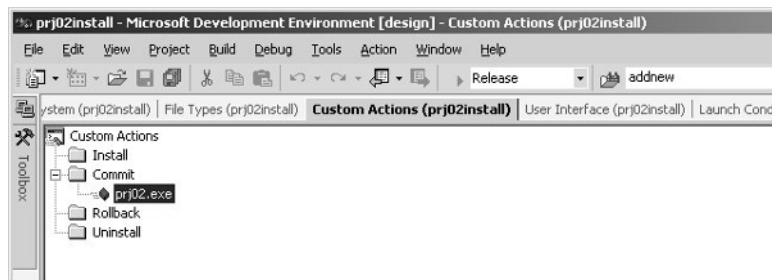 prj02install - Microsoft Development Environment [design] - Custom Actions (prj02install)
File Edit View Project Build Debug Tools Action Window Help
Release addnew
ystem (prj02install) File Types (prj02install) Custom Actions (prj02install) User Interface (prj02install) Launch Cond
Toolbox
Custom Actions
Install
Commit
prj02.exe
Rollback
Uninstall